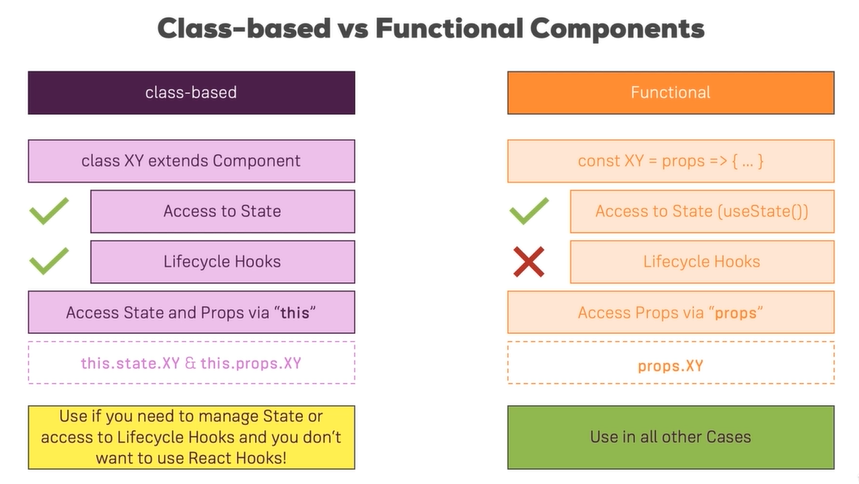 Class-based vs Functional Components
class-based
class XY extends Component
Access to State
Lifecycle Hooks
Access State and Props via “this”
this.state.XY & this.props.XY
Use if you need to manage State or
access to Lifecycle Hooks and you don’t
want to use React Hooks!
Functional
const XY = props => { … }
Access to State (useState())
Lifecycle Hooks
Access Props via “props”
props.XY
Use in all other Cases